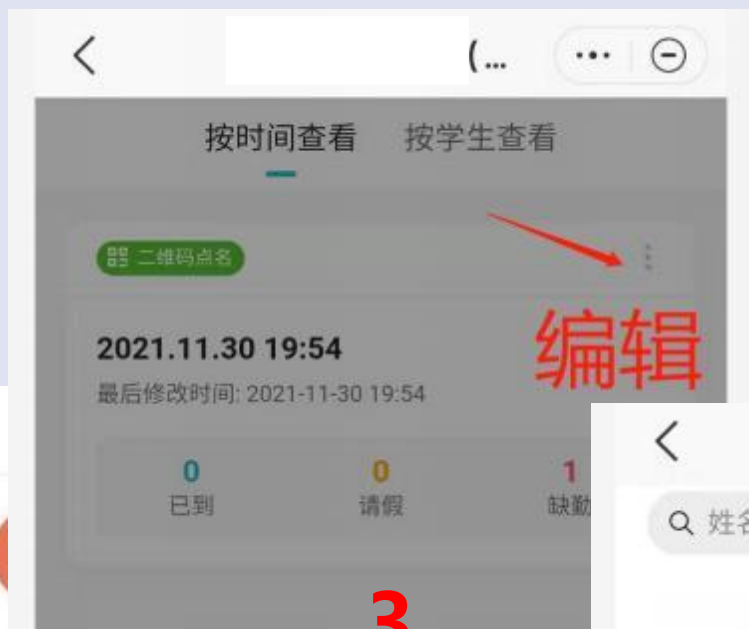 ( ...
按时间查看 按学生查看
二维码点名
编辑
2021.11.30 19:54
最后修改时间: 2021-11-30 19:54
0 0 1
已到 请假 缺勤
姓名
3